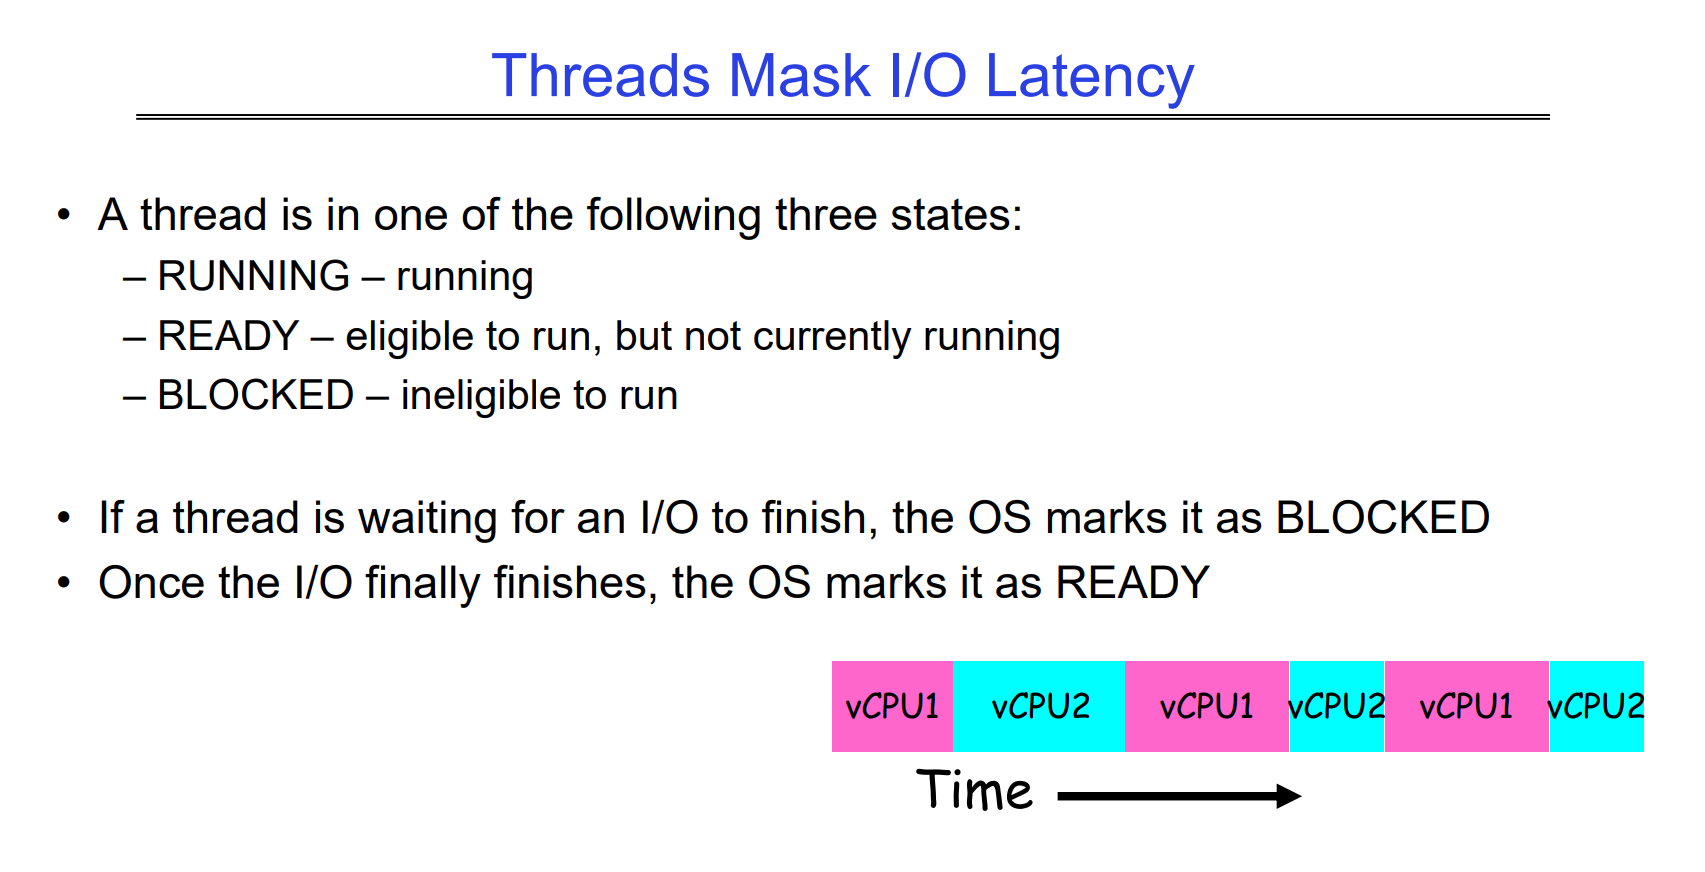 Threads Mask I/O Latency
• A thread is in one of the following three states:
– RUNNING – running
– READY – eligible to run, but not currently running
– BLOCKED – ineligible to run
• If a thread is waiting for an I/O to finish, the OS marks it as BLOCKED
• Once the I/O finally finishes, the OS marks it as READY
vCPU1 vCPU2 vCPU1 vCPU2 vCPU1 vCPU2
Time